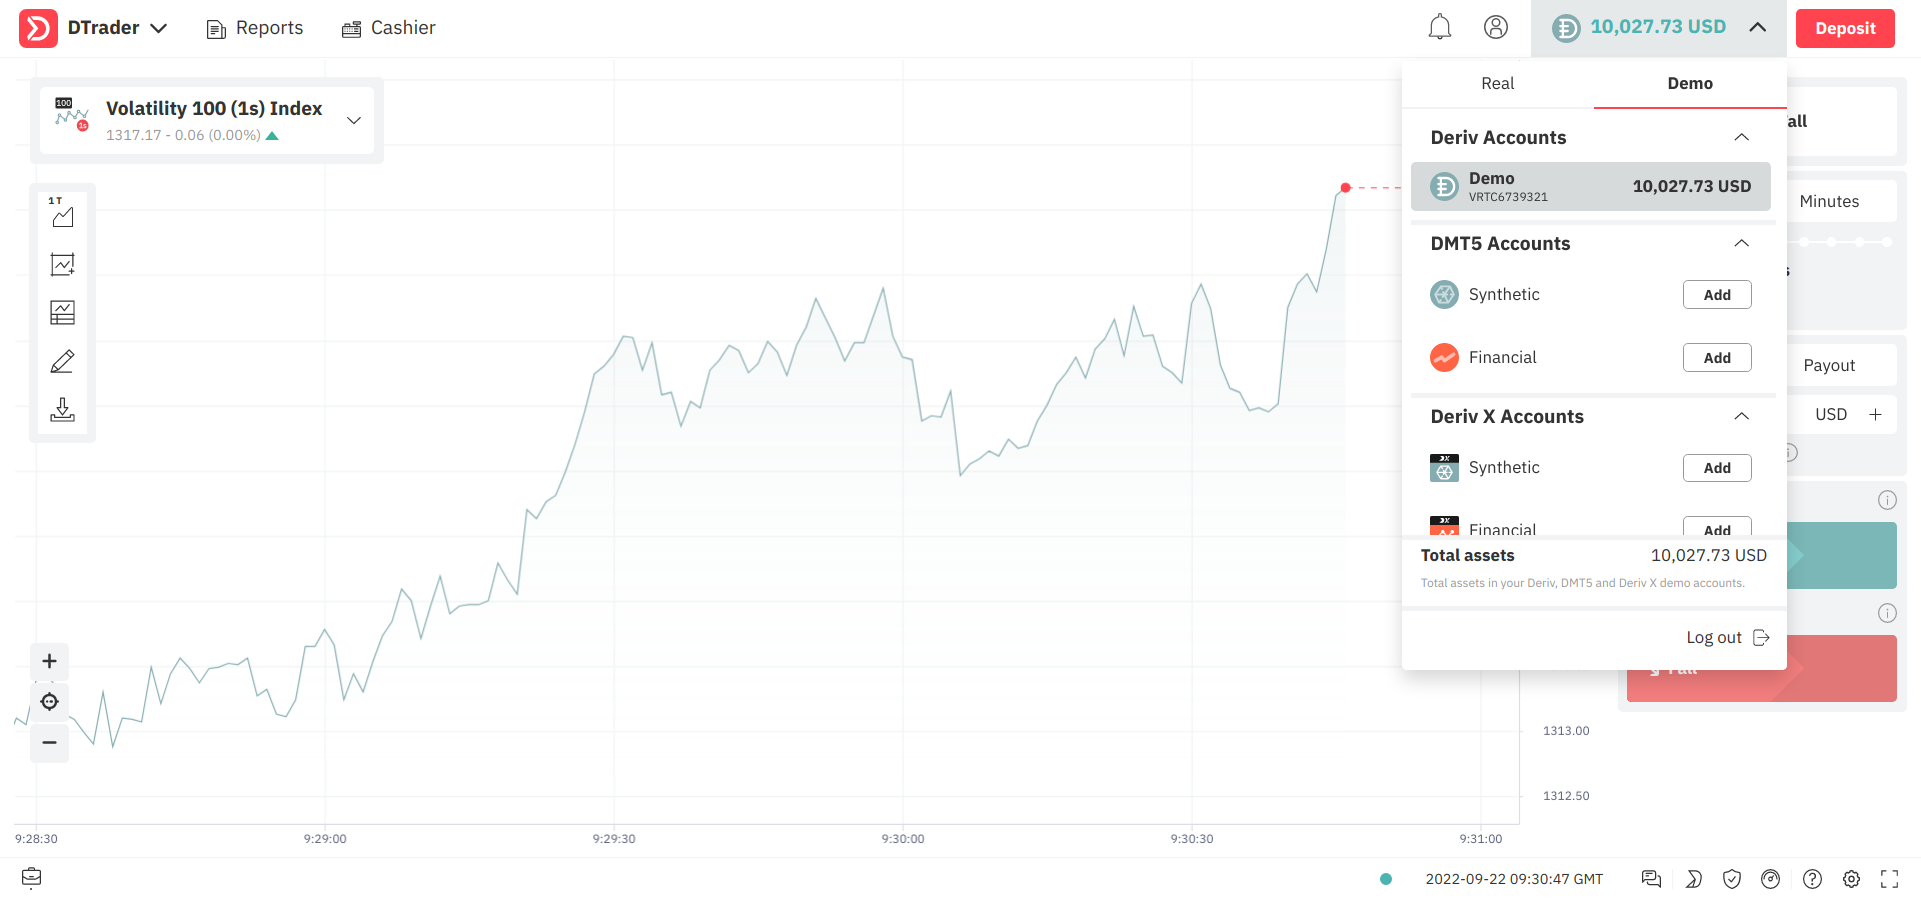 DTrader
Reports
Cashier
10,027.73 USD
Deposit
100
1s
Volatility 100 (1s) Index
1317.17 - 0.06 (0.00%)
1 T
Real
Demo
Deriv Accounts
Demo
VRTC6739321
10,027.73 USD
DMT5 Accounts
Synthetic
Add
Financial
Add
Deriv X Accounts
Synthetic
Add
Financial
Add
Total assets
10,027.73 USD
Total assets in your Deriv, DMT5 and Deriv X demo accounts.
Log out
Minutes
Payout
USD
Fall
1313.00
1312.50
9:28:30
9:29:00
9:29:30
9:30:00
9:30:30
9:31:00
2022-09-22 09:30:47 GMT